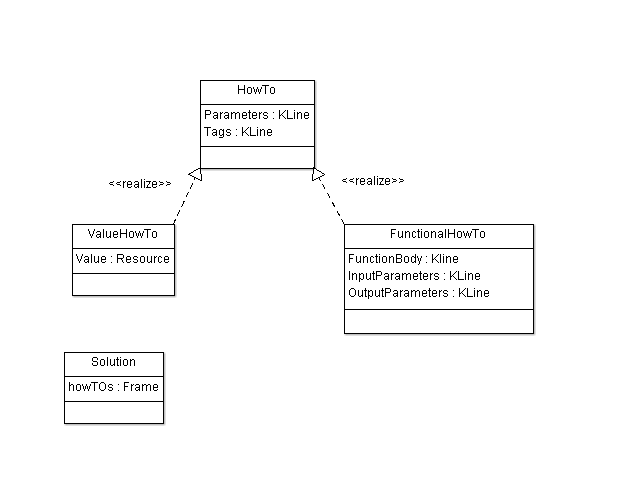 HowTo
Parameters : KLine
Tags : KLine
<<realize>>
<<realize>>
ValueHowTo
Value : Resource
FunctionalHowTo
FunctionBody : Kline
InputParameters : KLine
OutputParameters : KLine
Solution
howTOs : Frame